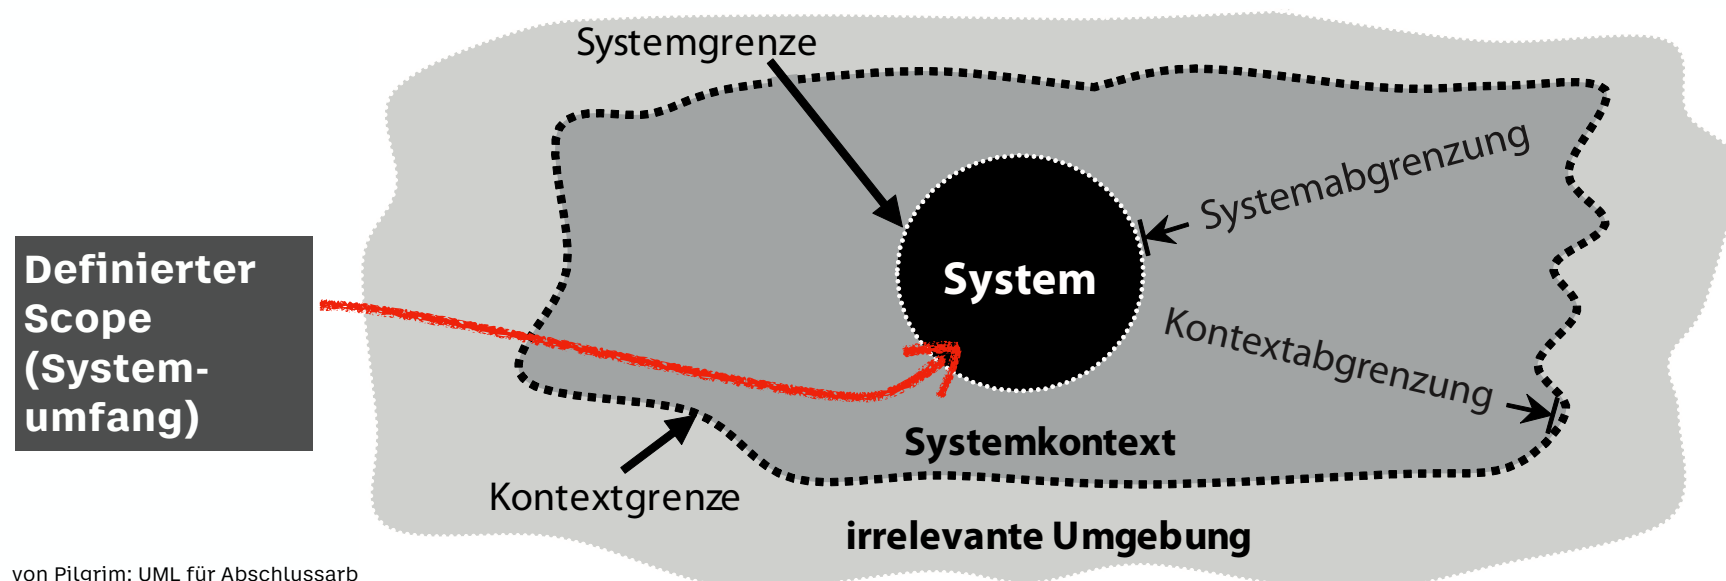 Systemgrenze
Systemabgrenzung
Definierter
Scope
(System-
umfang)
System
Kontextabgrenzung
Systemkontext
Kontextgrenze
irrelevante Umgebung
von Pilgrim: UML für Abschlussarb